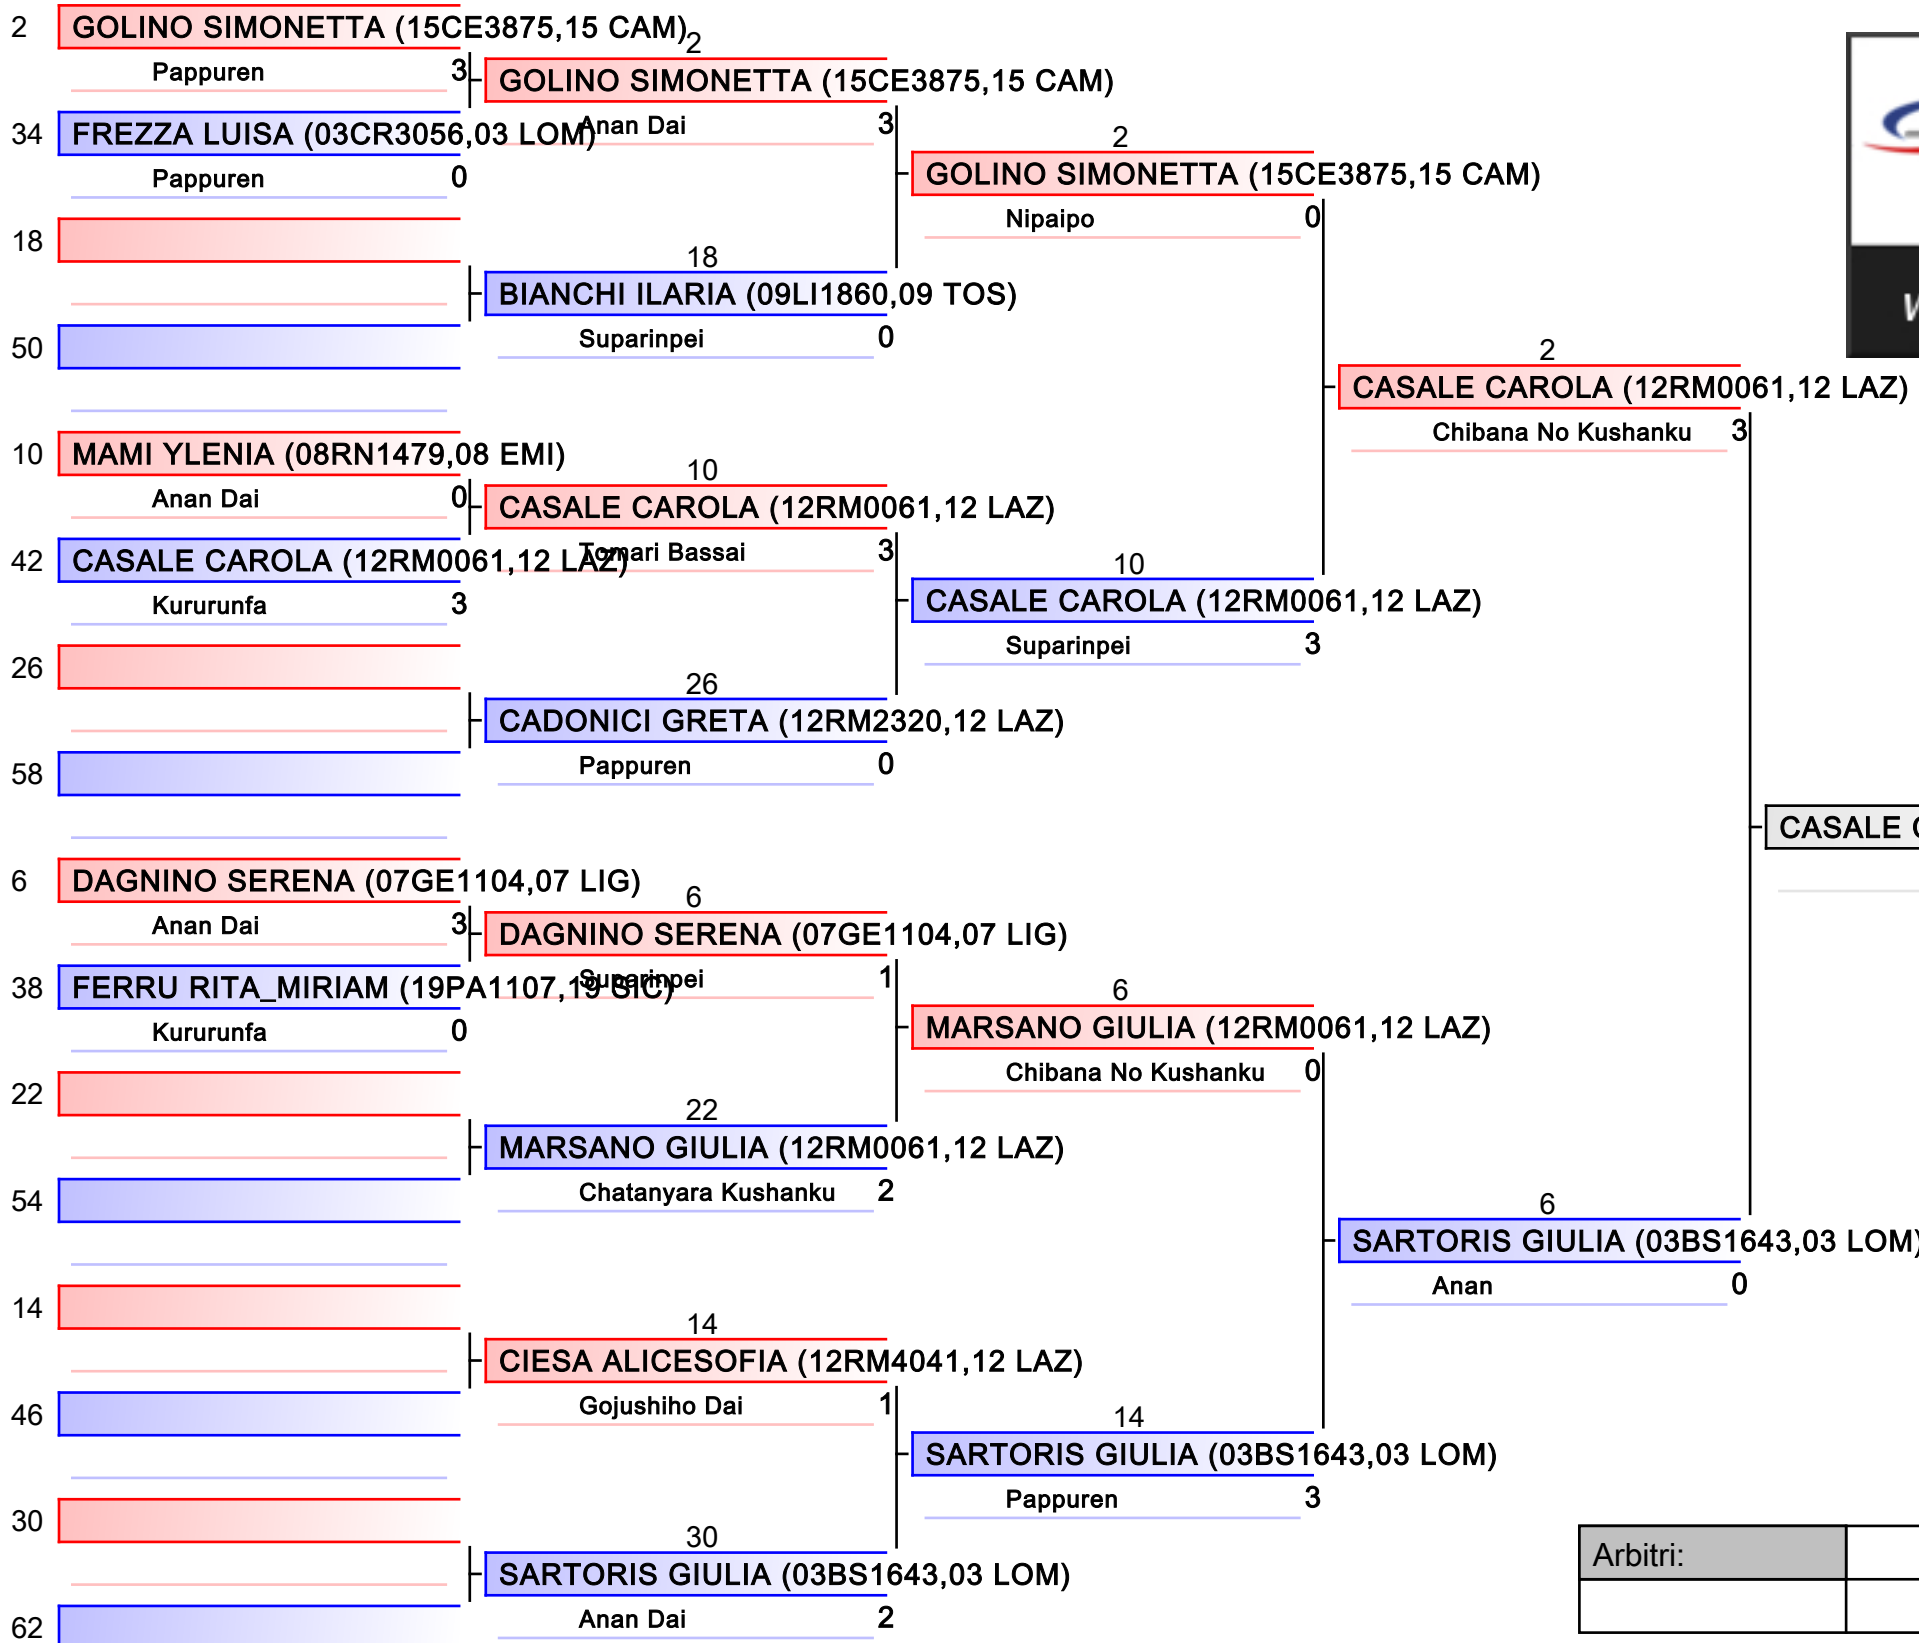 2 GOLINO SIMONETTA (15CE3875,15 CAM)
Pappuren 3
34 FREZZA LUISA (03CR3056,03 LOM)
Pappuren 0
18
50
10 MAMI YLENIA (08RN1479,08 EMI)
Anan Dai 0
42 CASALE CAROLA (12RM0061,12 LAZ)
Kururunfa 3
26
58
6 DAGNINO SERENA (07GE1104,07 LIG)
Anan Dai 3
38 FERRU RITA_MIRIAM (19PA1107,19 SIC)
Kururunfa 0
22
54
14
46
30
62
2
GOLINO SIMONETTA (15CE3875,15 CAM)
Anan Dai 3
18
BIANCHI ILARIA (09LI1860,09 TOS)
Suparinpei 0
10
CASALE CAROLA (12RM0061,12 LAZ)
Tomari Bassai 3
26
CADONICI GRETA (12RM2320,12 LAZ)
Pappuren 0
6
DAGNINO SERENA (07GE1104,07 LIG)
Suparinpei 1
22
MARSANO GIULIA (12RM0061,12 LAZ)
Chatanyara Kushanku 2
14
CIESA ALICESOFIA (12RM4041,12 LAZ)
Gojushiho Dai 1
30
SARTORIS GIULIA (03BS1643,03 LOM)
Anan Dai 2
2
GOLINO SIMONETTA (15CE3875,15 CAM)
Nipaipo 0
10
CASALE CAROLA (12RM0061,12 LAZ)
Suparinpei 3
6
MARSANO GIULIA (12RM0061,12 LAZ)
Chibana No Kushanku 0
14
SARTORIS GIULIA (03BS1643,03 LOM)
Pappuren 3
2
CASALE CAROLA (12RM0061,12 LAZ)
Chibana No Kushanku 3
6
SARTORIS GIULIA (03BS1643,03 LOM)
Anan 0
CASALE
Arbitri: